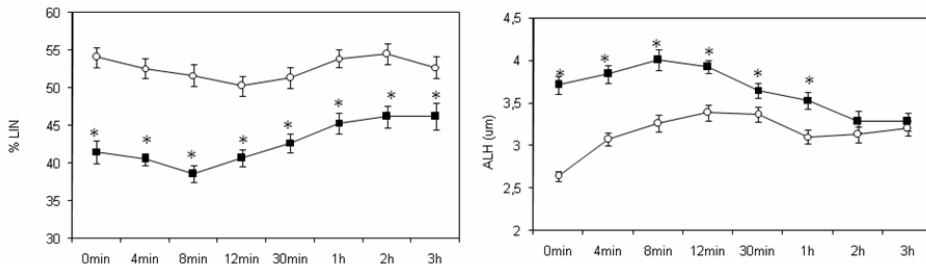 60
55
50
45
40
35
30
% LIN
* * * * * * * *
0min 4min 8min 12min 30min 1h 2h 3h
4,5
4
3,5
3
2,5
2
ALH (um)
* * * * * *
0min 4min 8min 12min 30min 1h 2h 3h